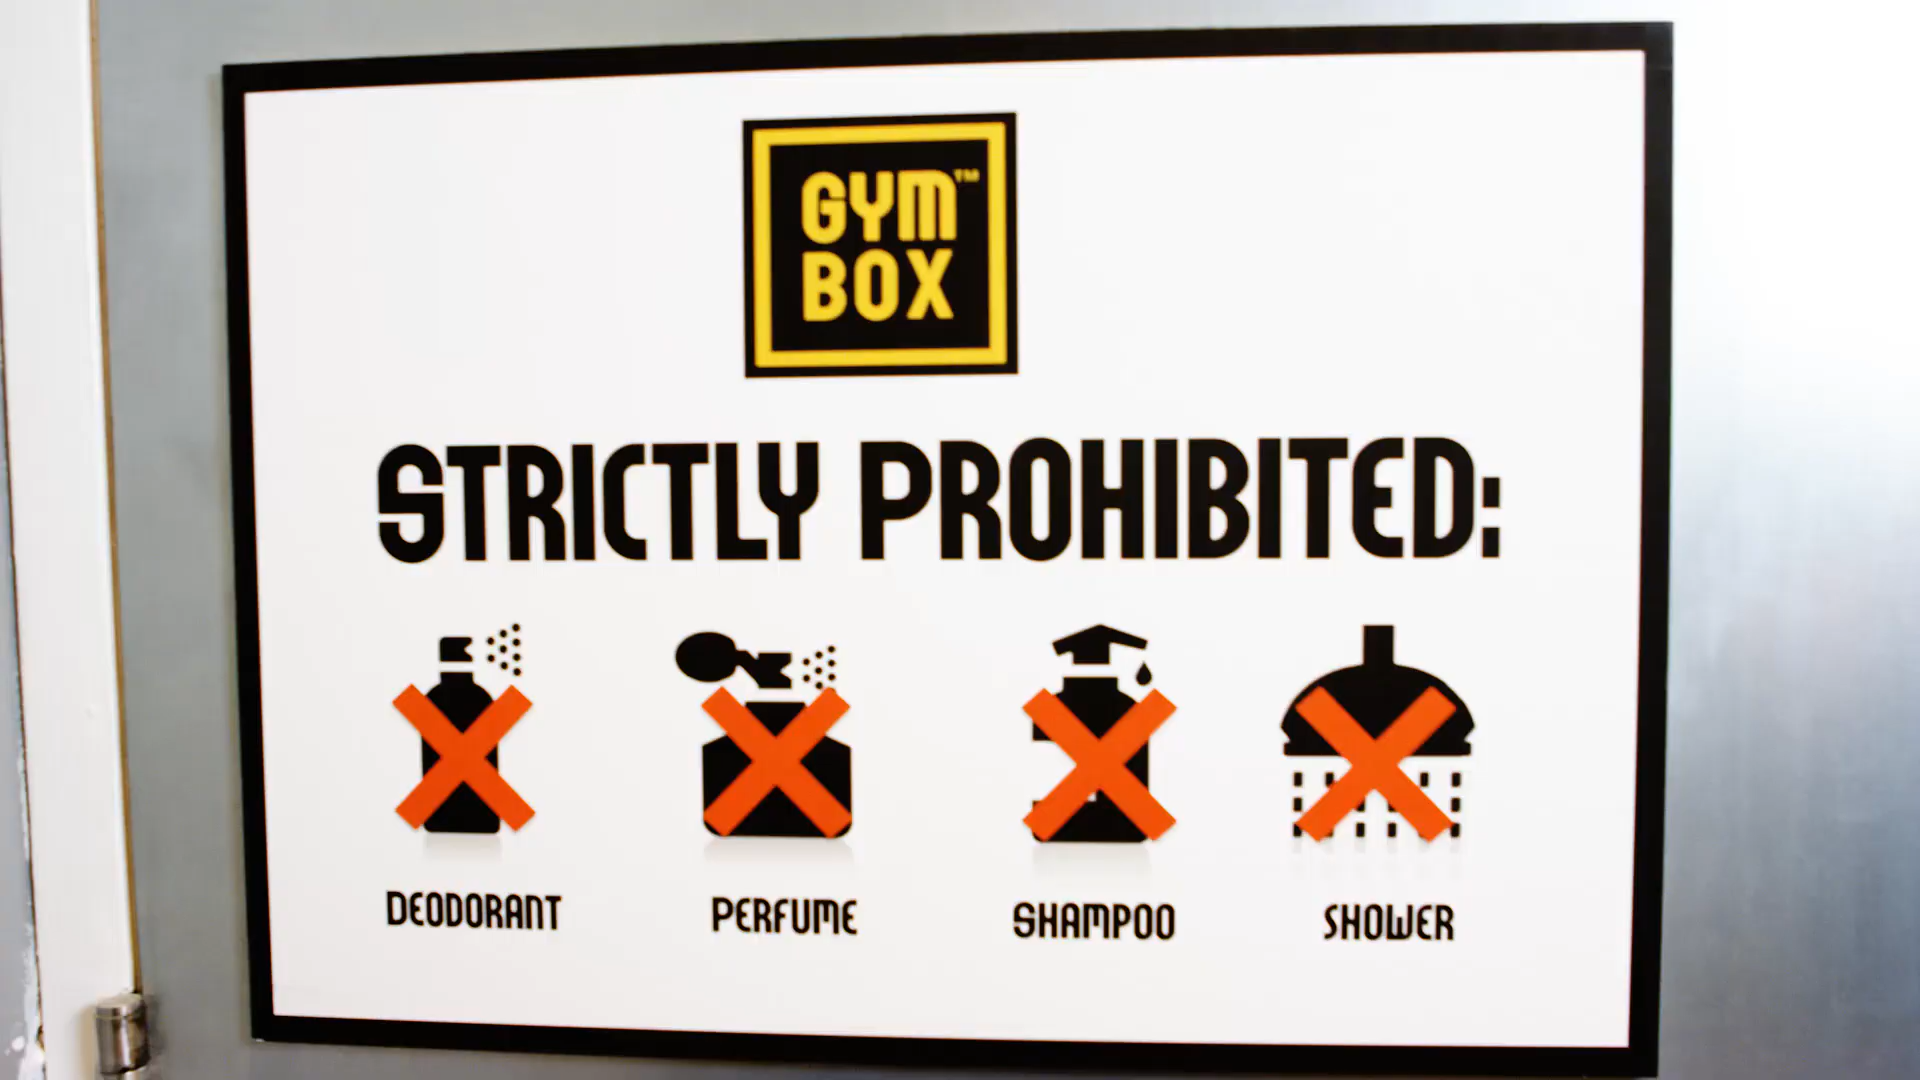 GYM™
BOX
STRICTLY PROHIBITED:
DEODORANT
PERFUME
SHAMPOO
SHOWER